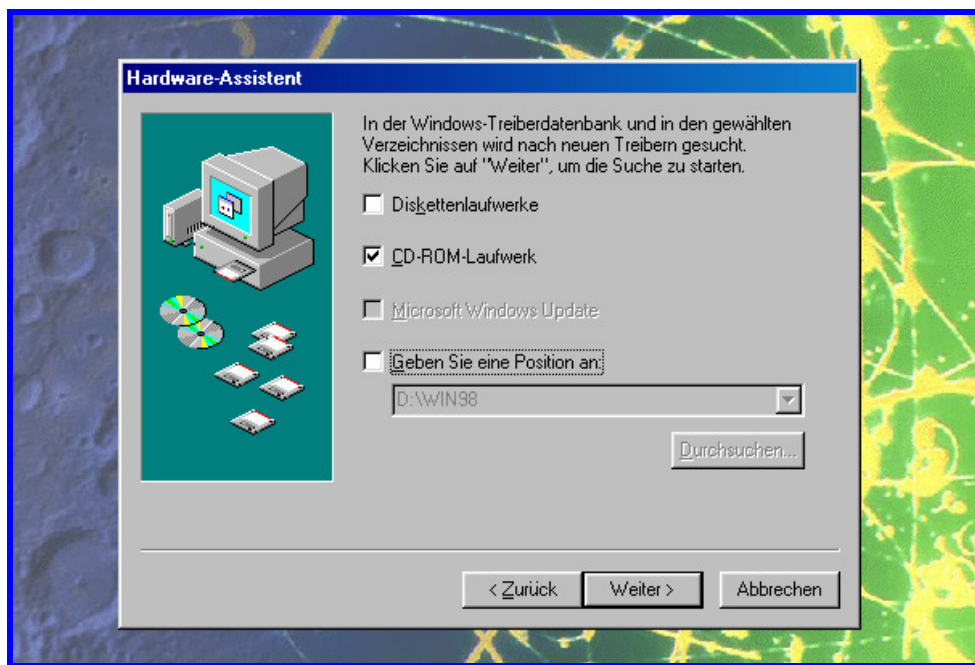 Hardware-Assistent
In der Windows-Treiberdatenbank und in den gewählten
Verzeichnissen wird nach neuen Treibern gesucht.
Klicken Sie auf "Weiter", um die Suche zu starten.
Diskettenlaufwerke
CD-ROM-Laufwerk
Microsoft Windows Update
Geben Sie eine Position an:
D:\WIN98
Durchsuchen...
< Zurück Weiter > Abbrechen